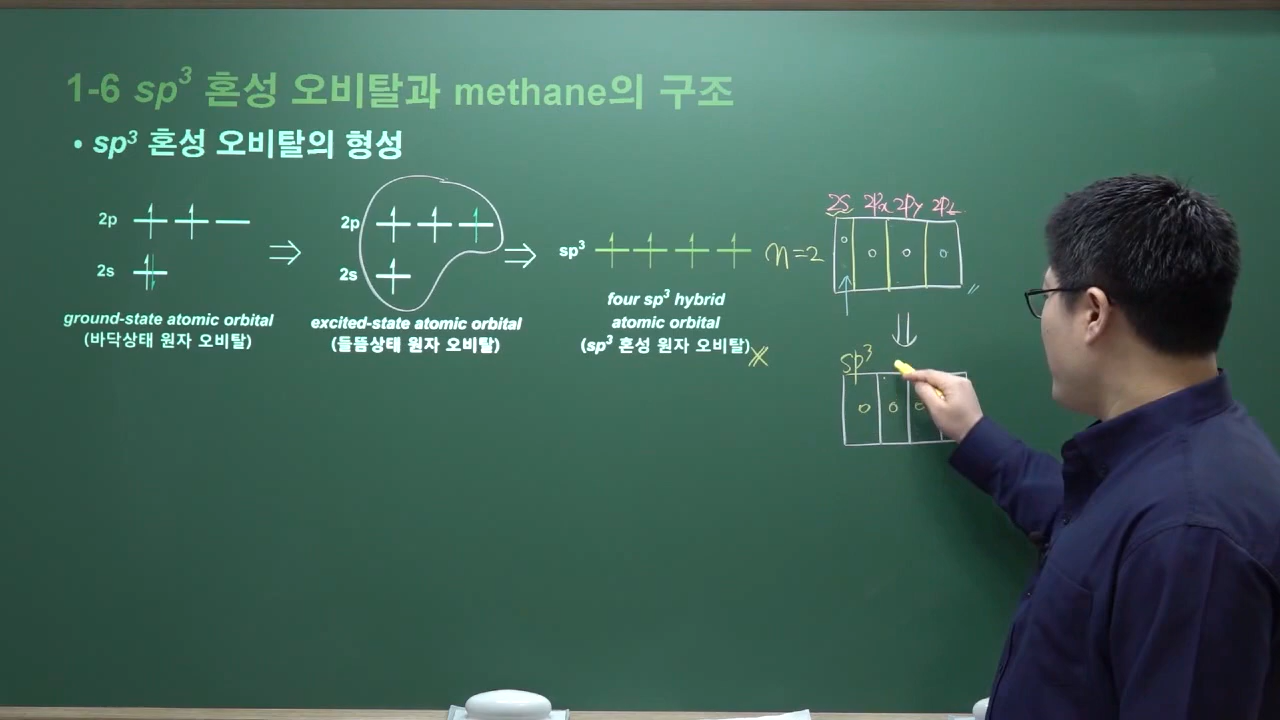 1-6 sp³ 혼성 오비탈과 methane의 구조
• sp³ 혼성 오비탈의 형성
2p
2s
ground-state atomic orbital
(바닥상태 원자 오비탈)
2p
2s
excited-state atomic orbital
(들뜸상태 원자 오비탈)
sp³
four sp³ hybrid
atomic orbital
(sp³ 혼성 원자 오비탈)
2S 2Px 2Py 2Pz
n=2
sp³